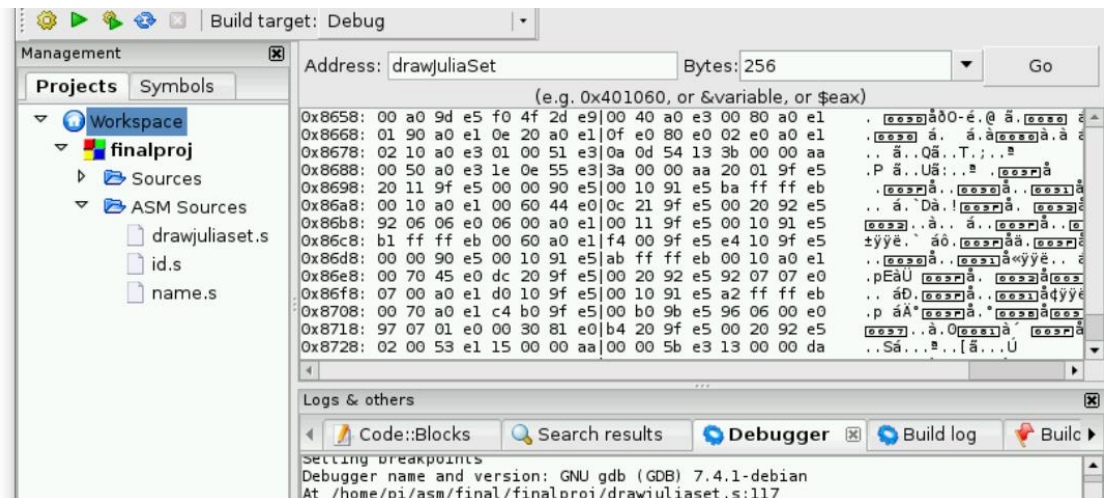 Build target: Debug
Management
Projects Symbols
Workspace
finalproj
Sources
ASM Sources
drawjuliaset.s
id.s
name.s
Address: drawJuliaSet Bytes: 256 Go
(e.g. 0x401060, or &variable, or $eax)
0x8658: 00 a0 9d e5 f0 4f 2d e9|00 40 a0 e3 00 80 a0 e1
0x8668: 01 90 a0 e1 0e 20 a0 e1|0f e0 80 e0 02 e0 a0 e1
0x8678: 02 10 a0 e3 01 00 51 e3|0a 0d 54 13 3b 00 00 aa
0x8688: 00 50 a0 e3 1e 0e 55 e3|3a 00 00 aa 20 01 9f e5
0x8698: 20 11 9f e5 00 00 90 e5|00 10 91 e5 ba ff ff eb
0x86a8: 00 10 a0 e1 00 60 44 e0|0c 21 9f e5 00 20 92 e5
0x86b8: 92 06 06 e0 06 00 a0 e1|00 11 9f e5 00 10 91 e5
0x86c8: b1 ff ff eb 00 60 a0 e1|f4 00 9f e5 e4 10 9f e5
0x86d8: 00 00 90 e5 00 10 91 e5|ab ff ff eb 00 10 a0 e1
0x86e8: 00 70 45 e0 dc 20 9f e5|00 20 92 e5 92 07 07 e0
0x86f8: 07 00 a0 e1 d0 10 9f e5|00 10 91 e5 a2 ff ff eb
0x8708: 00 70 a0 e1 c4 b0 9f e5|00 b0 9b e5 96 06 00 e0
0x8718: 97 07 01 e0 00 30 81 e0|b4 20 9f e5 00 20 92 e5
0x8728: 02 00 53 e1 15 00 00 aa|00 00 5b e3 13 00 00 da
Logs & others
Code::Blocks Search results Debugger Build log
Setting breakpoints
Debugger name and version: GNU gdb (GDB) 7.4.1-debian
At /home/pi/asm/final/finalproj/drawjuliaset.s:117